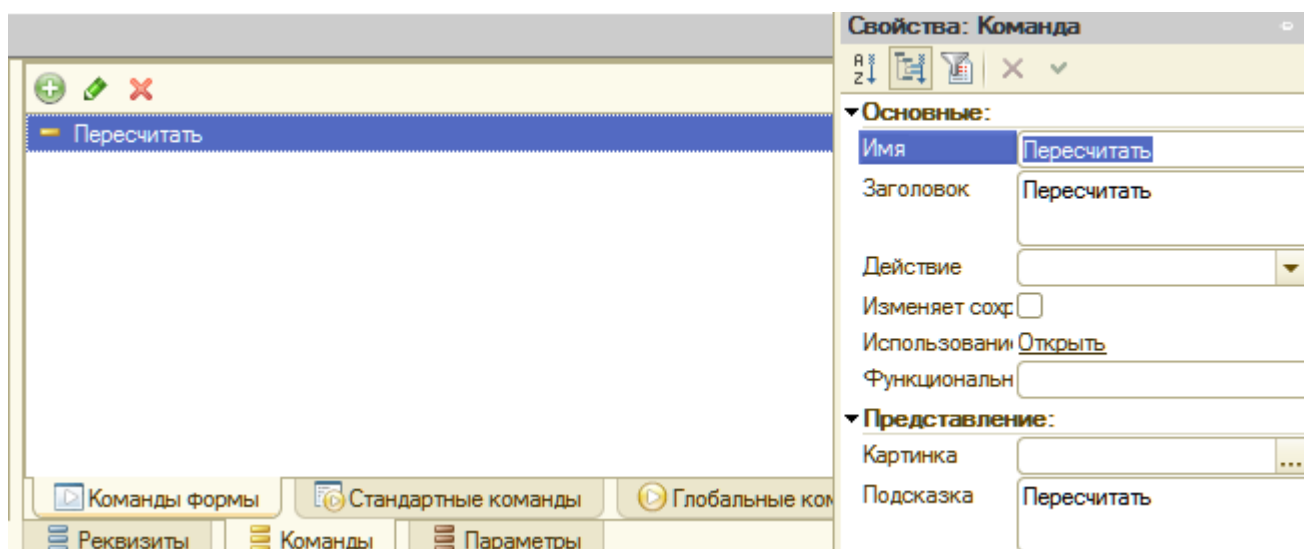 Свойства: Команда
Пересчитать
Основные:
Имя Пересчитать
Заголовок Пересчитать
Действие
Изменяет сохр
Использовани Открыть
Функциональн
Представление:
Картинка ...
Подсказка Пересчитать
Команды формы Стандартные команды Глобальные ком
Реквизиты Команды Параметры